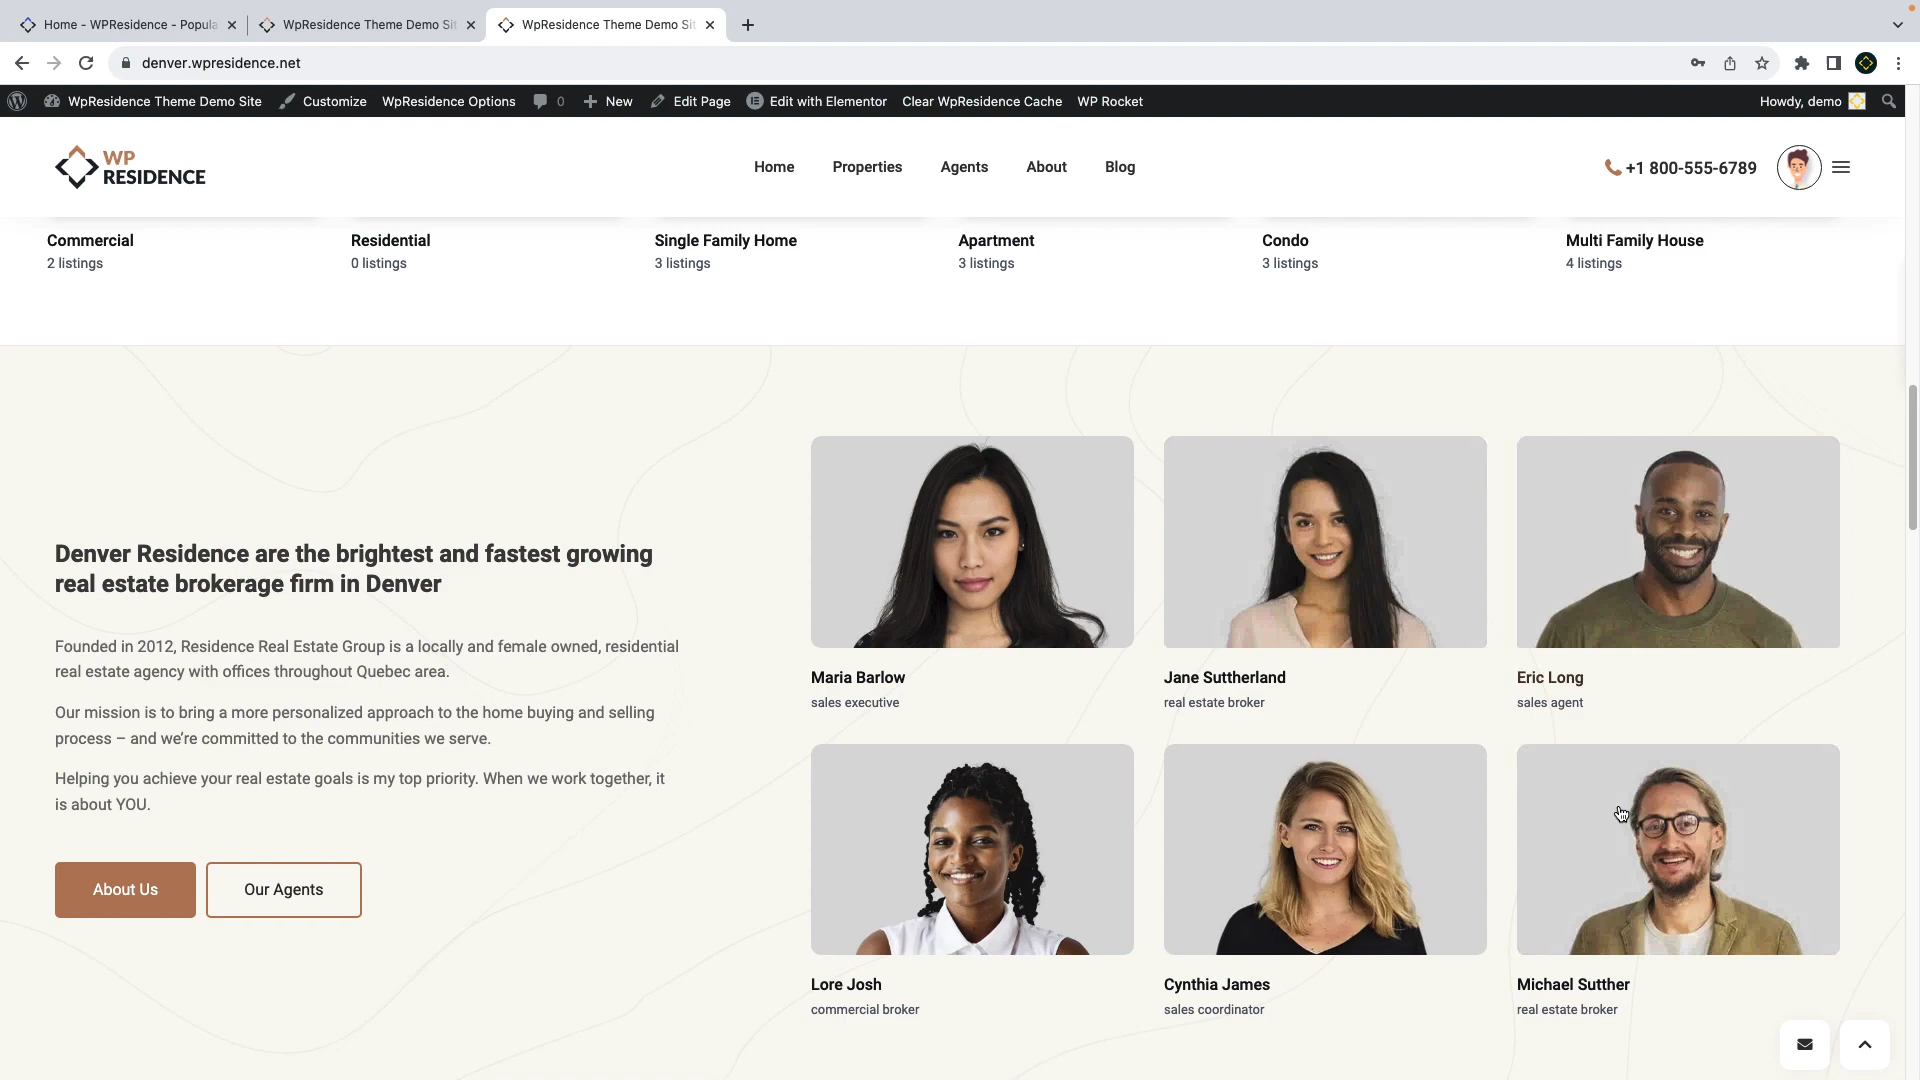 Home - WPResidence - Popula
WpResidence Theme Demo Sit
WpResidence Theme Demo Sit
denver.wpresidence.net
WpResidence Theme Demo Site
Customize
WpResidence Options
0
New
Edit Page
Edit with Elementor
Clear WpResidence Cache
WP Rocket
Howdy, demo
WP
RESIDENCE
Home
Properties
Agents
About
Blog
+1 800-555-6789
Commercial
2 listings
Residential
0 listings
Single Family Home
3 listings
Apartment
3 listings
Condo
3 listings
Multi Family House
4 listings
Denver Residence are the brightest and fastest growing
real estate brokerage firm in Denver
Founded in 2012, Residence Real Estate Group is a locally and female owned, residential
real estate agency with offices throughout Quebec area.
Our mission is to bring a more personalized approach to the home buying and selling
process – and we’re committed to the communities we serve.
Helping you achieve your real estate goals is my top priority. When we work together, it
is about YOU.
About Us
Our Agents
Maria Barlow
sales executive
Jane Suttherland
real estate broker
Eric Long
sales agent
Lore Josh
commercial broker
Cynthia James
sales coordinator
Michael Sutther
real estate broker